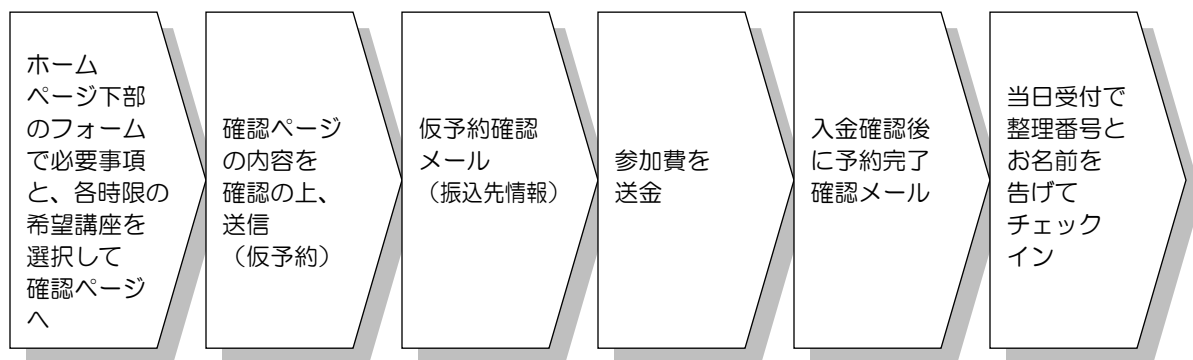 ホーム
ページ下部
のフォーム
で必要事項
と、各時限の
希望講座を
選択して
確認ページ
へ
確認ページ
の内容を
確認の上、
送信
（仮予約）
仮予約確認
メール
（振込先情報）
参加費を
送金
入金確認後
に予約完了
確認メール
当日受付で
整理番号と
お名前を
告げて
チェック
イン